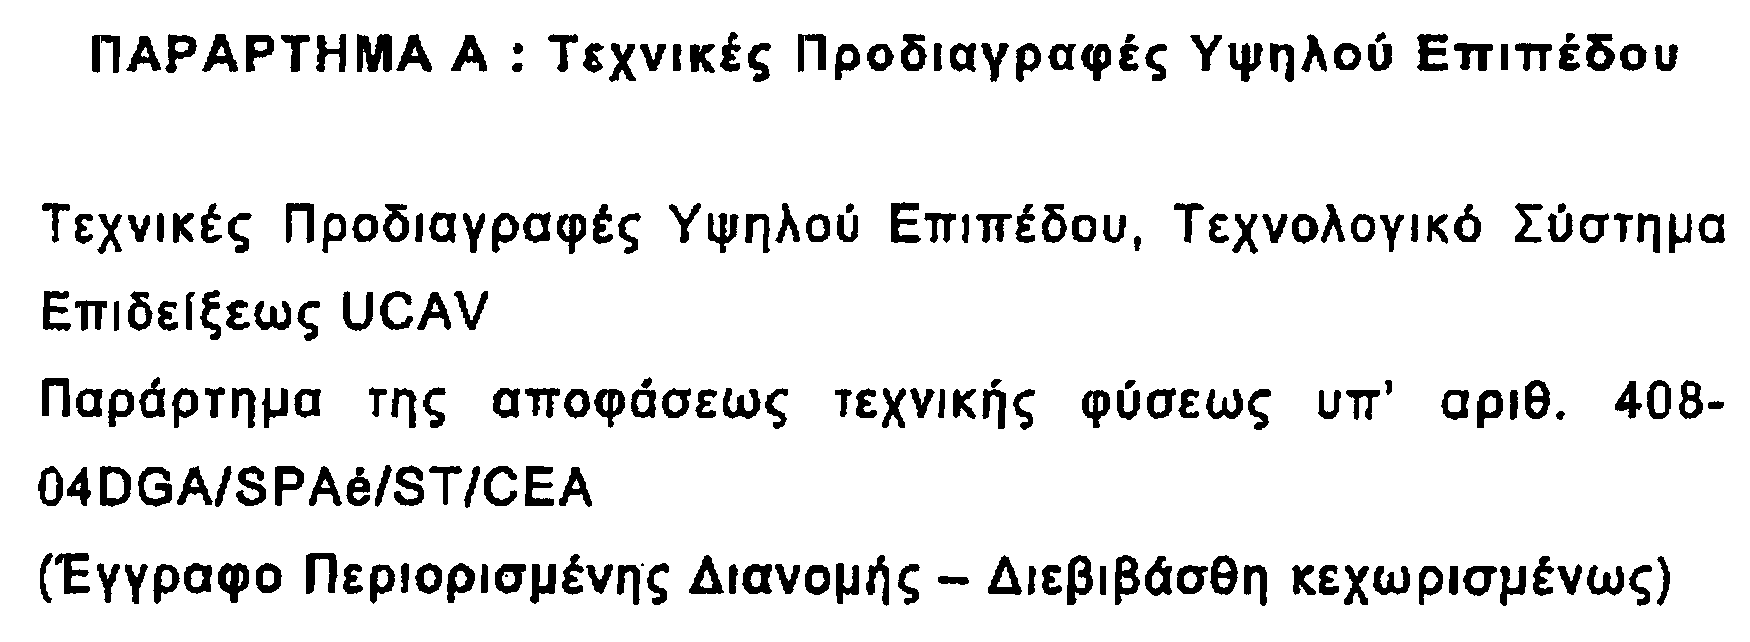 ΠΑΡΑΡΤΗΜΑ Α : Τεχνικές Προδιαγραφές Υψηλού Επιπέδου
Τεχνικές Προδιαγραφές Υψηλού Επιπέδου, Τεχνολογικό Σύστημα
Επιδείξεως UCAV
Παράρτημα της αποφάσεως τεχνικής φύσεως υπ' αριθ. 408-
04DGA/SPAé/ST/CEA
(Έγγραφο Περιορισμένης Διανομής – Διεβιβάσθη κεχωρισμένως)